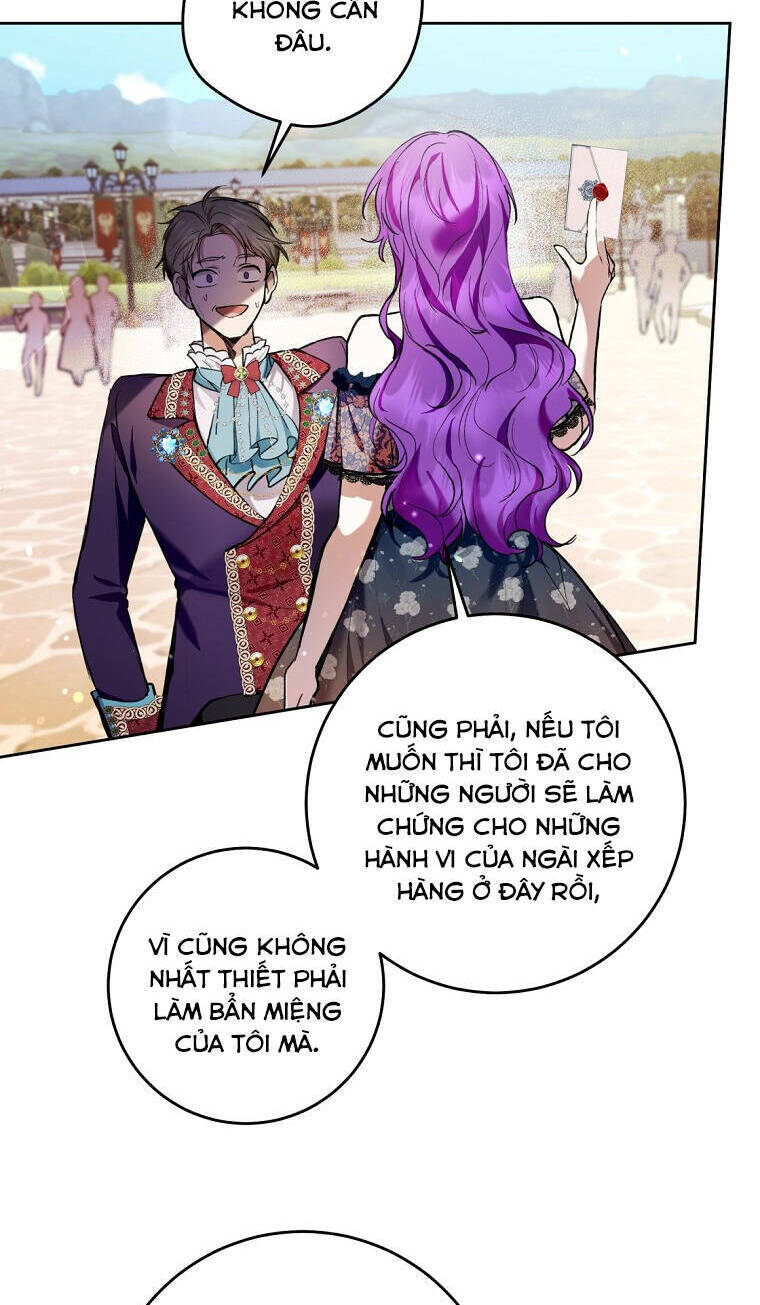 KHÔNG CẦN
ĐÂU.
CŨNG PHẢI, NẾU TÔI
MUỐN THÌ TÔI ĐÃ CHO
NHỮNG NGƯỜI SẼ LÀM
CHỨNG CHO NHỮNG
HÀNH VI CỦA NGÀI XẾP
HÀNG Ở ĐÂY RỒI,
VÌ CŨNG KHÔNG
NHẤT THIẾT PHẢI
LÀM BẨN MIỆNG
CỦA TÔI MÀ.